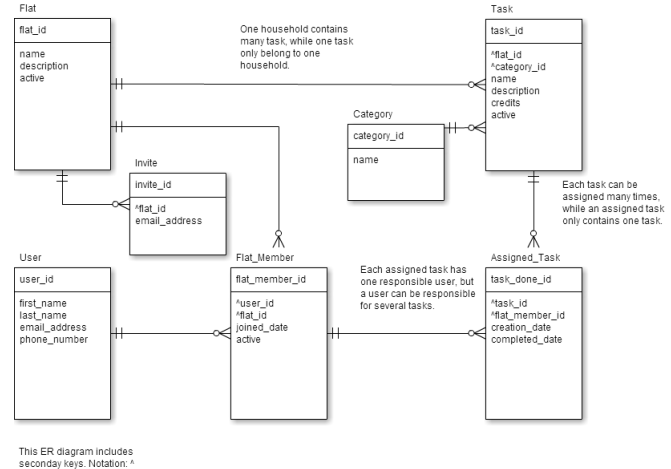 Flat
flat_id
name
description
active
One household contains
many task, while one task
only belong to one
household.
Task
task_id
^flat_id
^category_id
name
description
credits
active
Category
category_id
name
Invite
invite_id
^flat_id
email_address
Each task can be
assigned many times,
while an assigned task
only contains one task.
User
user_id
first_name
last_name
email_address
phone_number
Flat_Member
flat_member_id
^user_id
^flat_id
joined_date
active
Each assigned task has
one responsible user, but
a user can be responsible
for several tasks.
Assigned_Task
task_done_id
^task_id
^flat_member_id
creation_date
completed_date
This ER diagram includes
seconday keys. Notation: ^